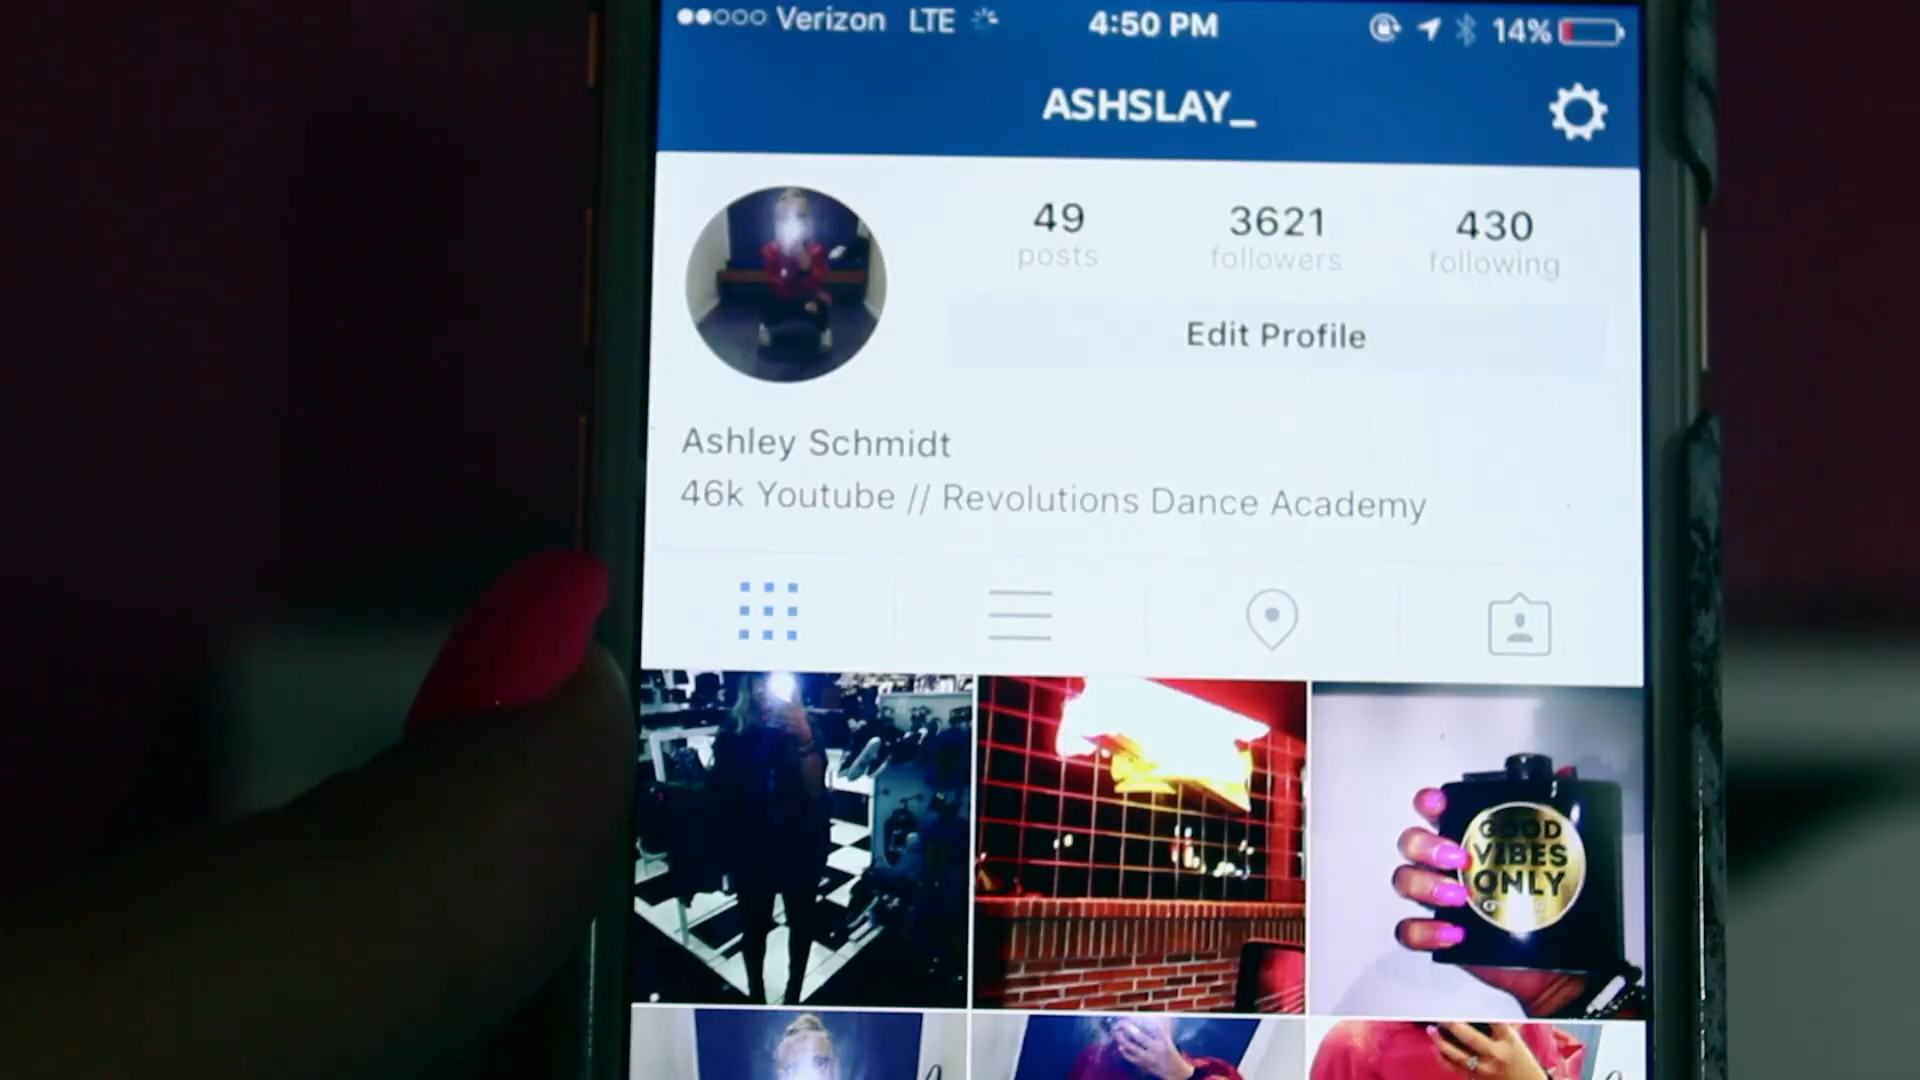 Verizon LTE 4:50 PM 14%
ASHSLAY_
49 3621 430
posts followers following
Edit Profile
Ashley Schmidt
46k Youtube // Revolutions Dance Academy
GOOD
VIBES
ONLY